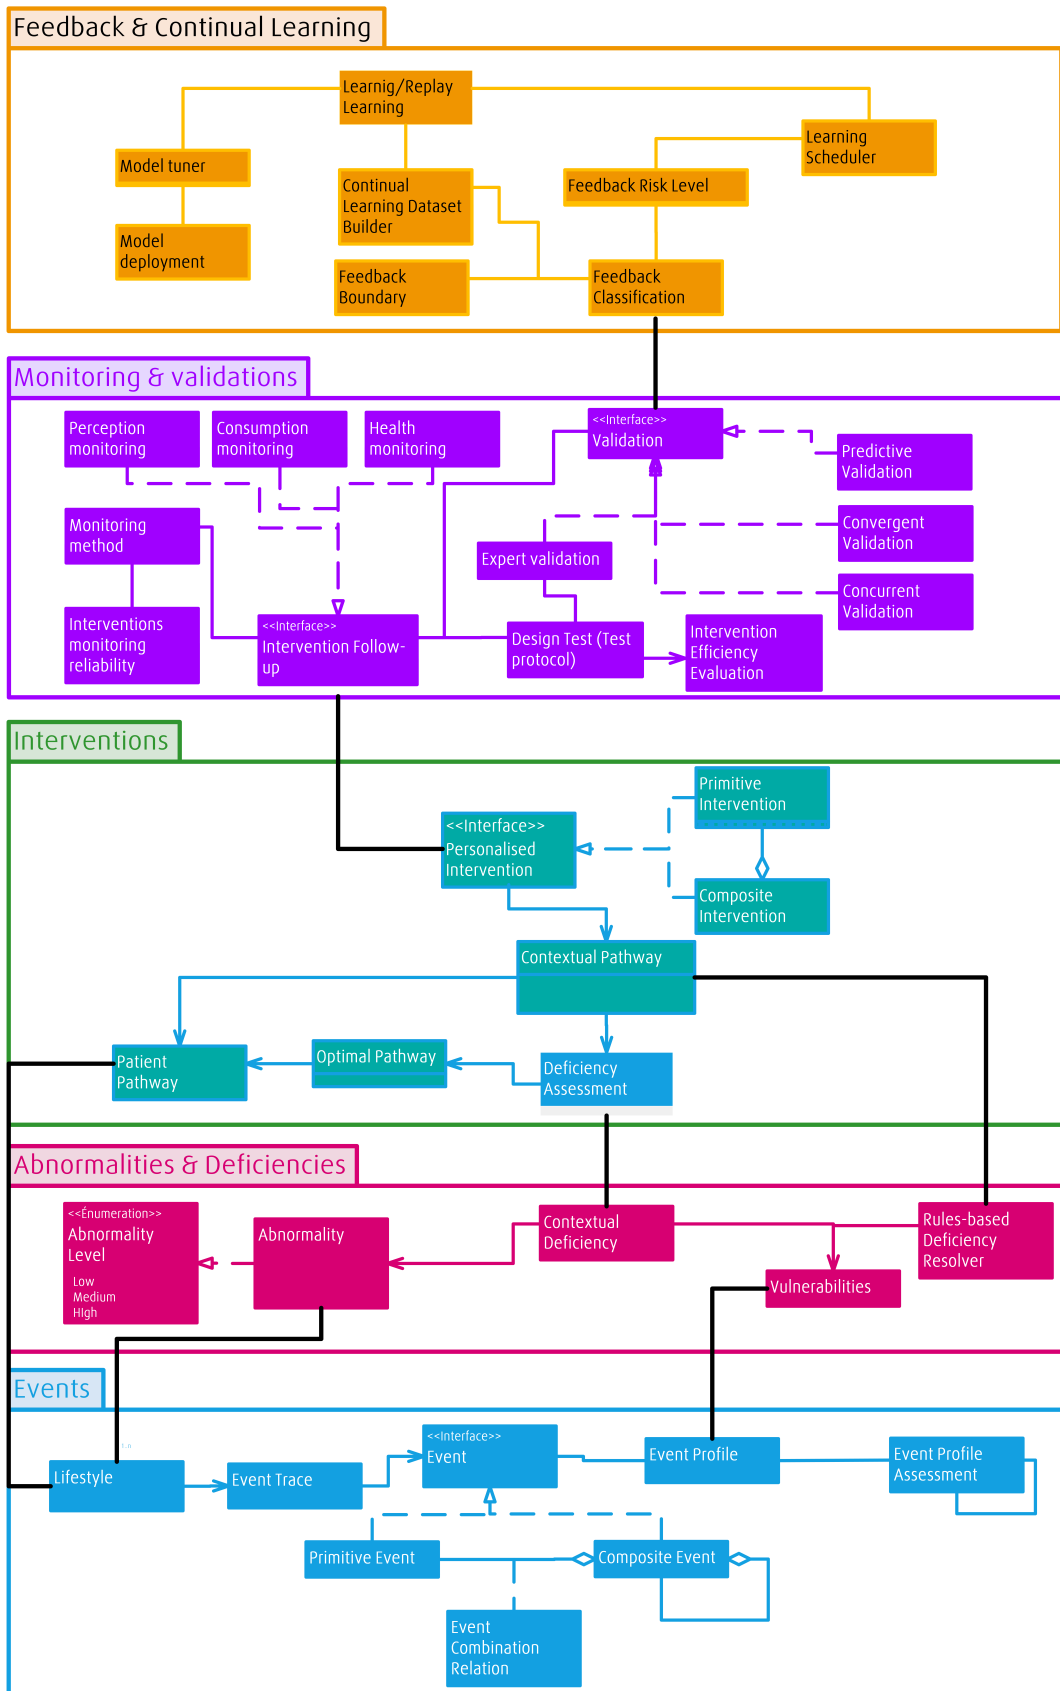 Feedback & Continual Learning
Learnig/Replay
Learning
Learning
Scheduler
Model tuner
Continual
Learning Dataset
Builder
Feedback Risk Level
Model
deployment
Feedback
Boundary
Feedback
Classification
Monitoring & validations
Perception
monitoring
Consumption
monitoring
Health
monitoring
<<Interface>>
Validation
Predictive
Validation
Monitoring
method
Convergent
Validation
Expert validation
Concurrent
Validation
Interventions
monitoring
reliability
<<Interface>>
Intervention Follow-
up
Design Test (Test
protocol)
Intervention
Efficiency
Evaluation
Interventions
Primitive
Intervention
<<Interface>>
Personalised
Intervention
Composite
Intervention
Contextual Pathway
Patient
Pathway
Optimal Pathway
Deficiency
Assessment
Abnormalities & Deficiencies
<<Énumeration>>
Abnormality
Level
Low
Medium
HIgh
Abnormality
Contextual
Deficiency
Rules-based
Deficiency
Resolver
Vulnerabilities
Events
1..n
Lifestyle
Event Trace
<<Interface>>
Event
Event Profile
Event Profile
Assessment
Primitive Event
Composite Event
Event
Combination
Relation